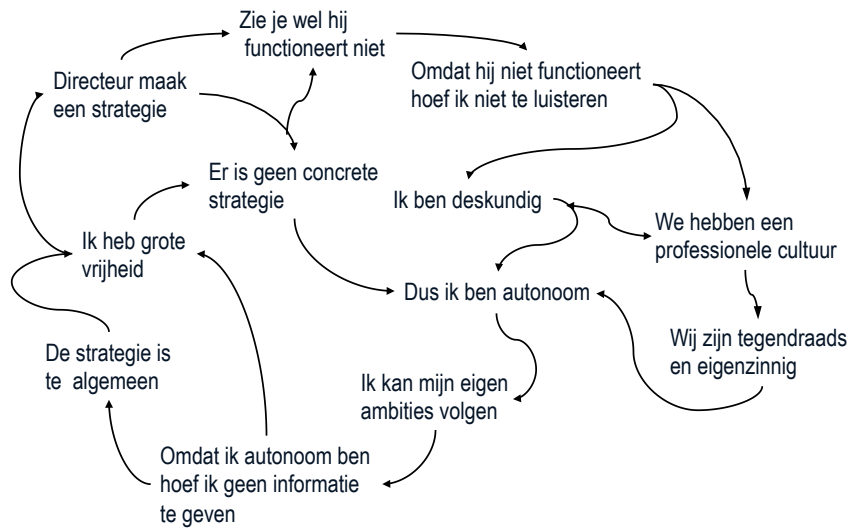 Zie je wel hij
functioneert niet
Directeur maak
een strategie
Omdat hij niet functioneert
hoef ik niet te luisteren
Er is geen concrete
strategie
Ik ben deskundig
We hebben een
professionele cultuur
Ik heb grote
vrijheid
Dus ik ben autonoom
Wij zijn tegendraads
en eigenzinnig
De strategie is
te algemeen
Ik kan mijn eigen
ambities volgen
Omdat ik autonoom ben
hoef ik geen informatie
te geven